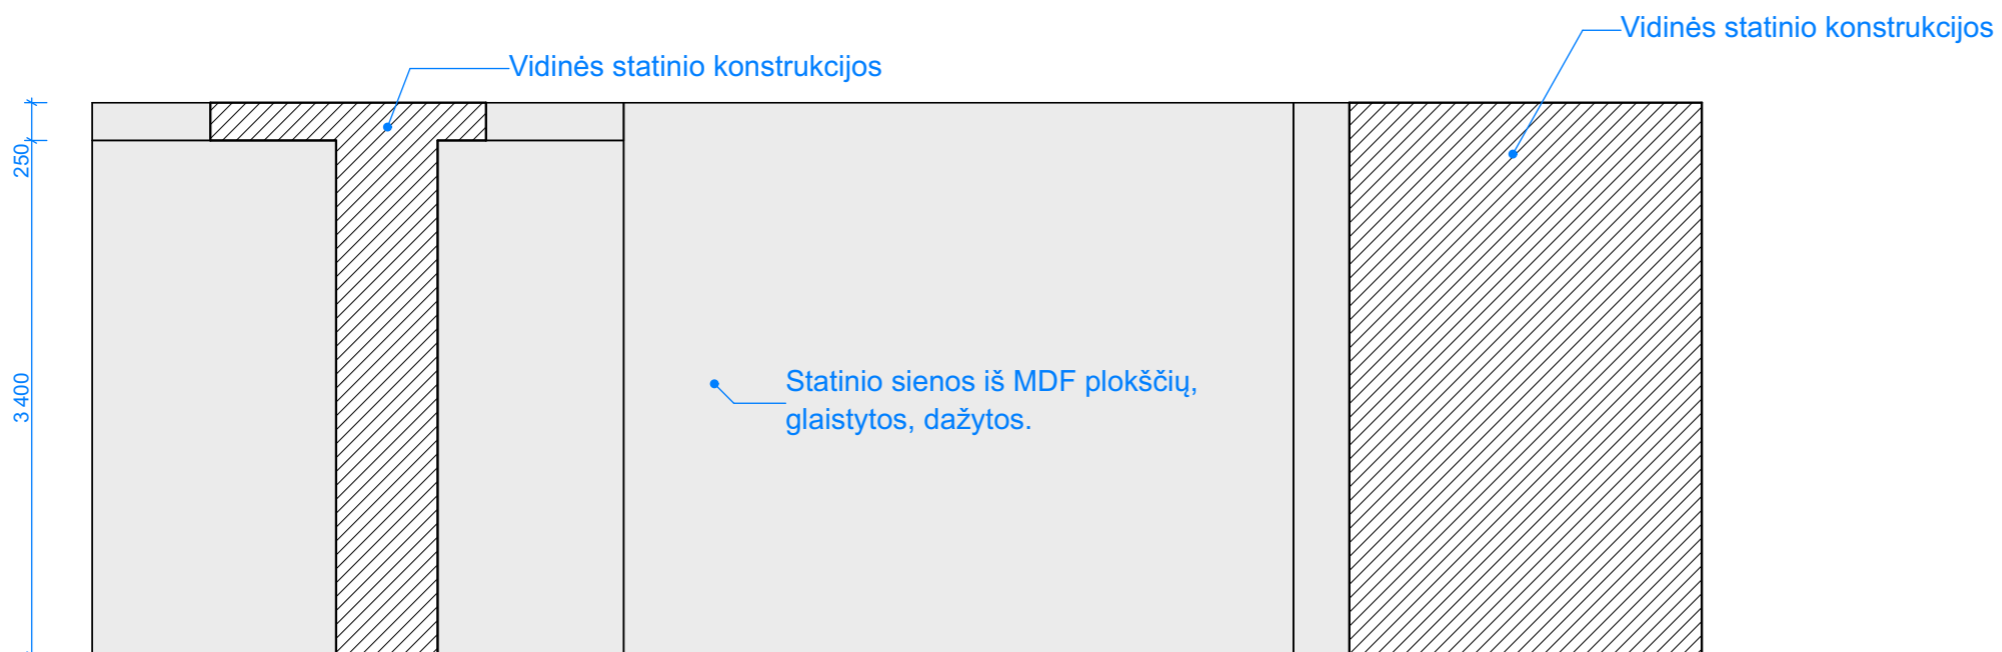 Vidinės statinio konstrukcijos
Vidinės statinio konstrukcijos
250
3 400
Statinio sienos iš MDF plokščių,
glaistytos, dažytos.